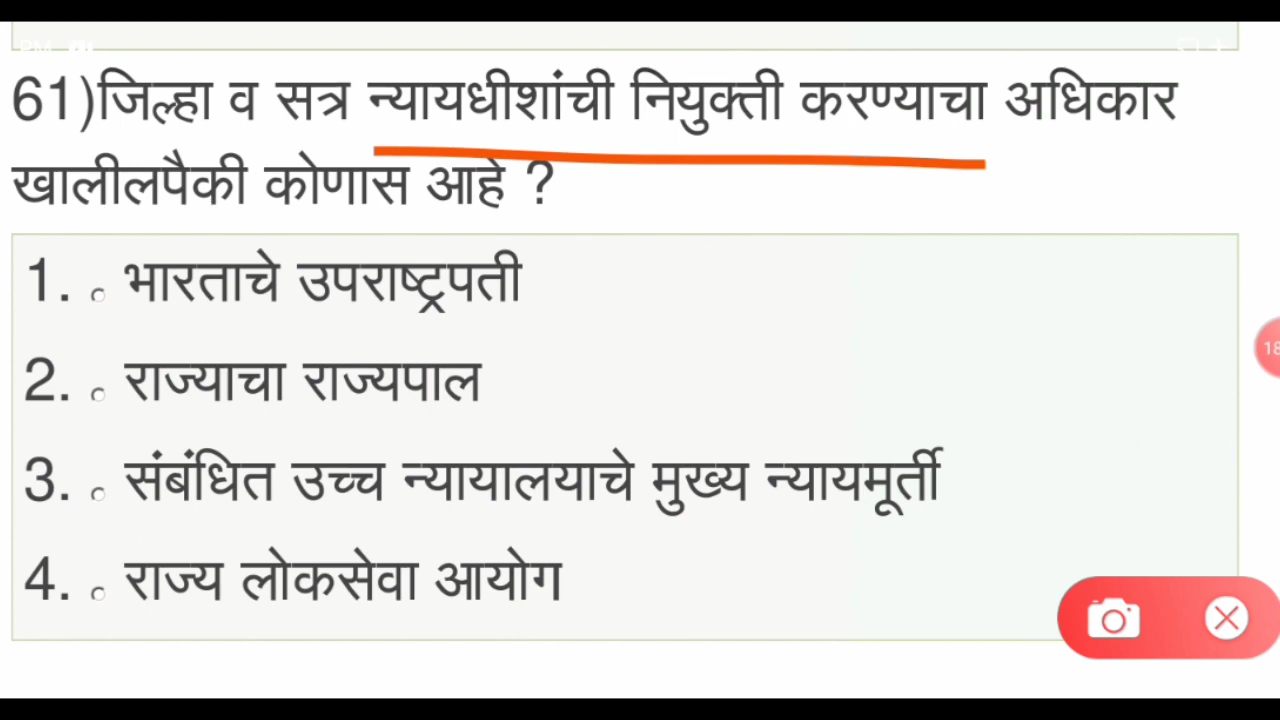 61)जिल्हा व सत्र न्यायधीशांची नियुक्ती करण्याचा अधिकार
खालीलपैकी कोणास आहे ?
1. भारताचे उपराष्ट्रपती
2. राज्याचा राज्यपाल
3. संबंधित उच्च न्यायालयाचे मुख्य न्यायमूर्ती
4. राज्य लोकसेवा आयोग
18